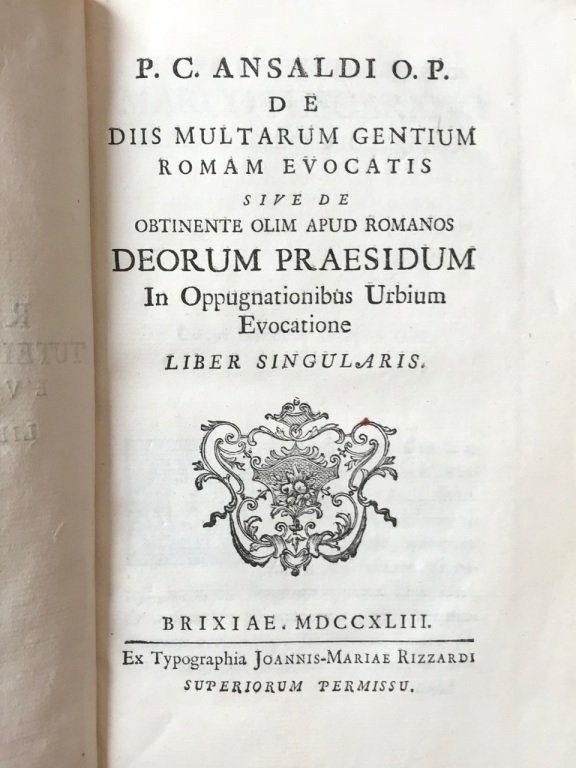 P. C. ANSALDI O. P.
DE
DIIS MULTARUM GENTIUM
ROMAM EVOCATIS
SIVE DE
OBTINENTE OLIM APUD ROMANOS
DEORUM PRAESIDUM
In Oppugnationibus Urbium
Evocatione
LIBER SINGULARIS.
BRIXIAE. MDCCXLIII.
Ex Typographia JOANNIS-MARIAE RIZZARDI
SUPERIORUM PERMISSU.